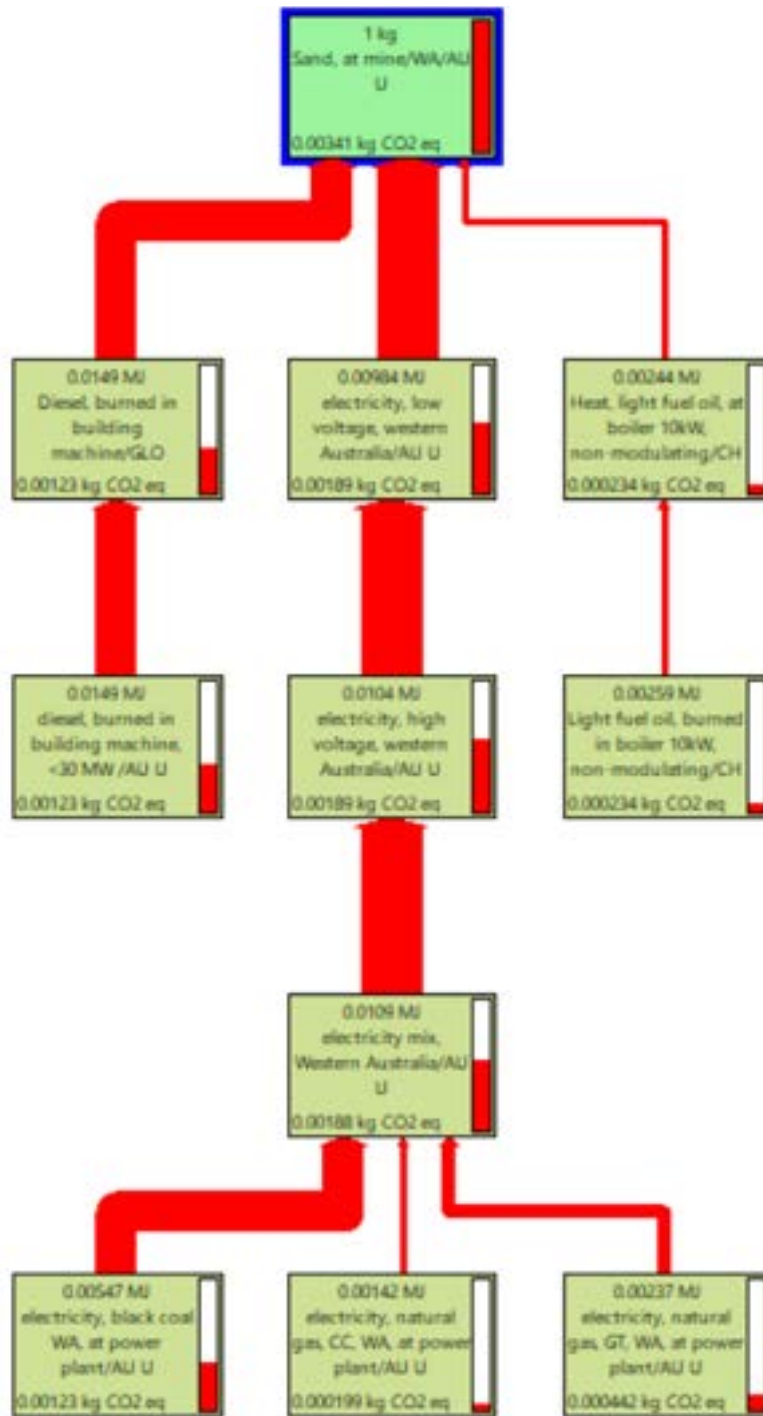 1 kg
Sand, at mine/WA/AU
U
0.00341 kg CO2 eq
0.0149 MJ
Diesel, burned in
building
machine/GLO
0.00123 kg CO2 eq
0.00984 MJ
electricity, low
voltage, western
Australia/AU U
0.00189 kg CO2 eq
0.00244 MJ
Heat, light fuel oil, at
boiler 10kW,
non-modulating/CH
0.000234 kg CO2 eq
0.0149 MJ
diesel, burned in
building machine,
<30 MW /AU U
0.00123 kg CO2 eq
0.0104 MJ
electricity, high
voltage, western
Australia/AU U
0.00189 kg CO2 eq
0.00259 MJ
Light fuel oil, burned
in boiler 10kW,
non-modulating/CH
0.000234 kg CO2 eq
0.0109 MJ
electricity mix,
Western Australia/AU
U
0.00188 kg CO2 eq
0.00547 MJ
electricity, black coal
WA, at power
plant/AU U
0.00123 kg CO2 eq
0.00142 MJ
electricity, natural
gas, CC, WA, at power
plant/AU U
0.000199 kg CO2 eq
0.00237 MJ
electricity, natural
gas, GT, WA, at power
plant/AU U
0.000442 kg CO2 eq